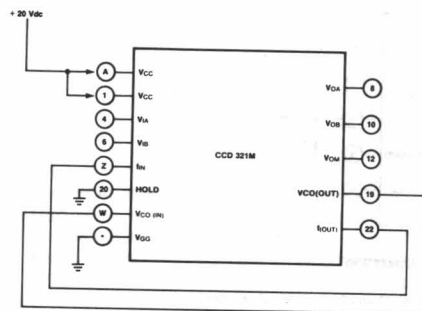 + 20 Vdc
A VCC
1 VCC
4 VIA
6 VIB
Z fIN
20 HOLD
W VCO (IN)
• VGG
CCD 321M
VOA 8
VOB 10
VOM 12
VCO(OUT) 19
f(OUT) 22